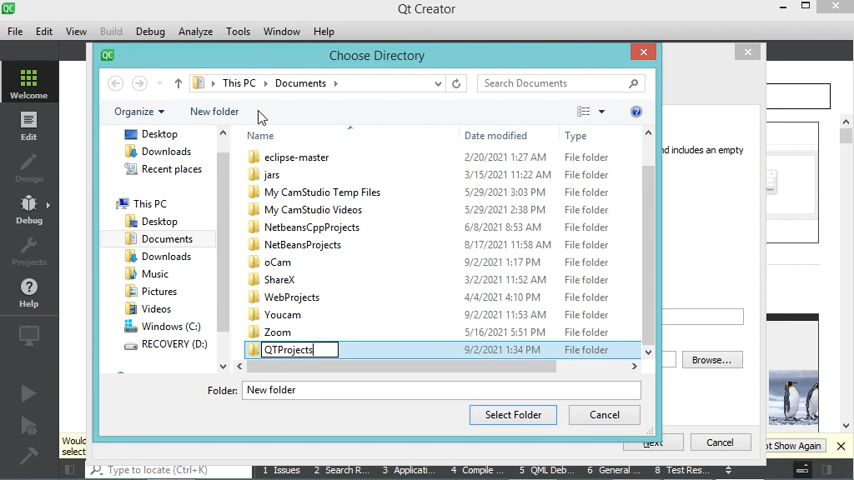 Qt Creator
File Edit View Build Debug Analyze Tools Window Help
Choose Directory
This PC Documents
Search Documents
Organize New folder
Name Date modified Type
Welcome
Edit
Design
Debug
Projects
Help
Desktop
Downloads
Recent places
This PC
Desktop
Documents
Downloads
Music
Pictures
Videos
Windows (C:)
RECOVERY (D:)
eclipse-master 2/20/2021 1:27 AM File folder
jars 3/15/2021 11:22 AM File folder
My CamStudio Temp Files 5/29/2021 3:03 PM File folder
My CamStudio Videos 5/29/2021 2:38 PM File folder
NetbeansCppProjects 6/8/2021 8:53 AM File folder
NetBeansProjects 8/17/2021 11:58 AM File folder
oCam 9/2/2021 1:17 PM File folder
ShareX 3/2/2021 11:52 AM File folder
WebProjects 4/4/2021 4:10 PM File folder
Youcam 9/2/2021 11:53 AM File folder
Zoom 5/16/2021 5:51 PM File folder
QTProjects 9/2/2021 1:34 PM File folder
nd includes an empty
Browse...
Folder: New folder
Select Folder Cancel
Next Cancel
Would
select
ot Show Again
Type to locate (Ctrl+K) 1 Issues 2 Search R... 3 Applicati... 4 Compile ... 5 QML Deb... 6 General ... 8 Test Res...